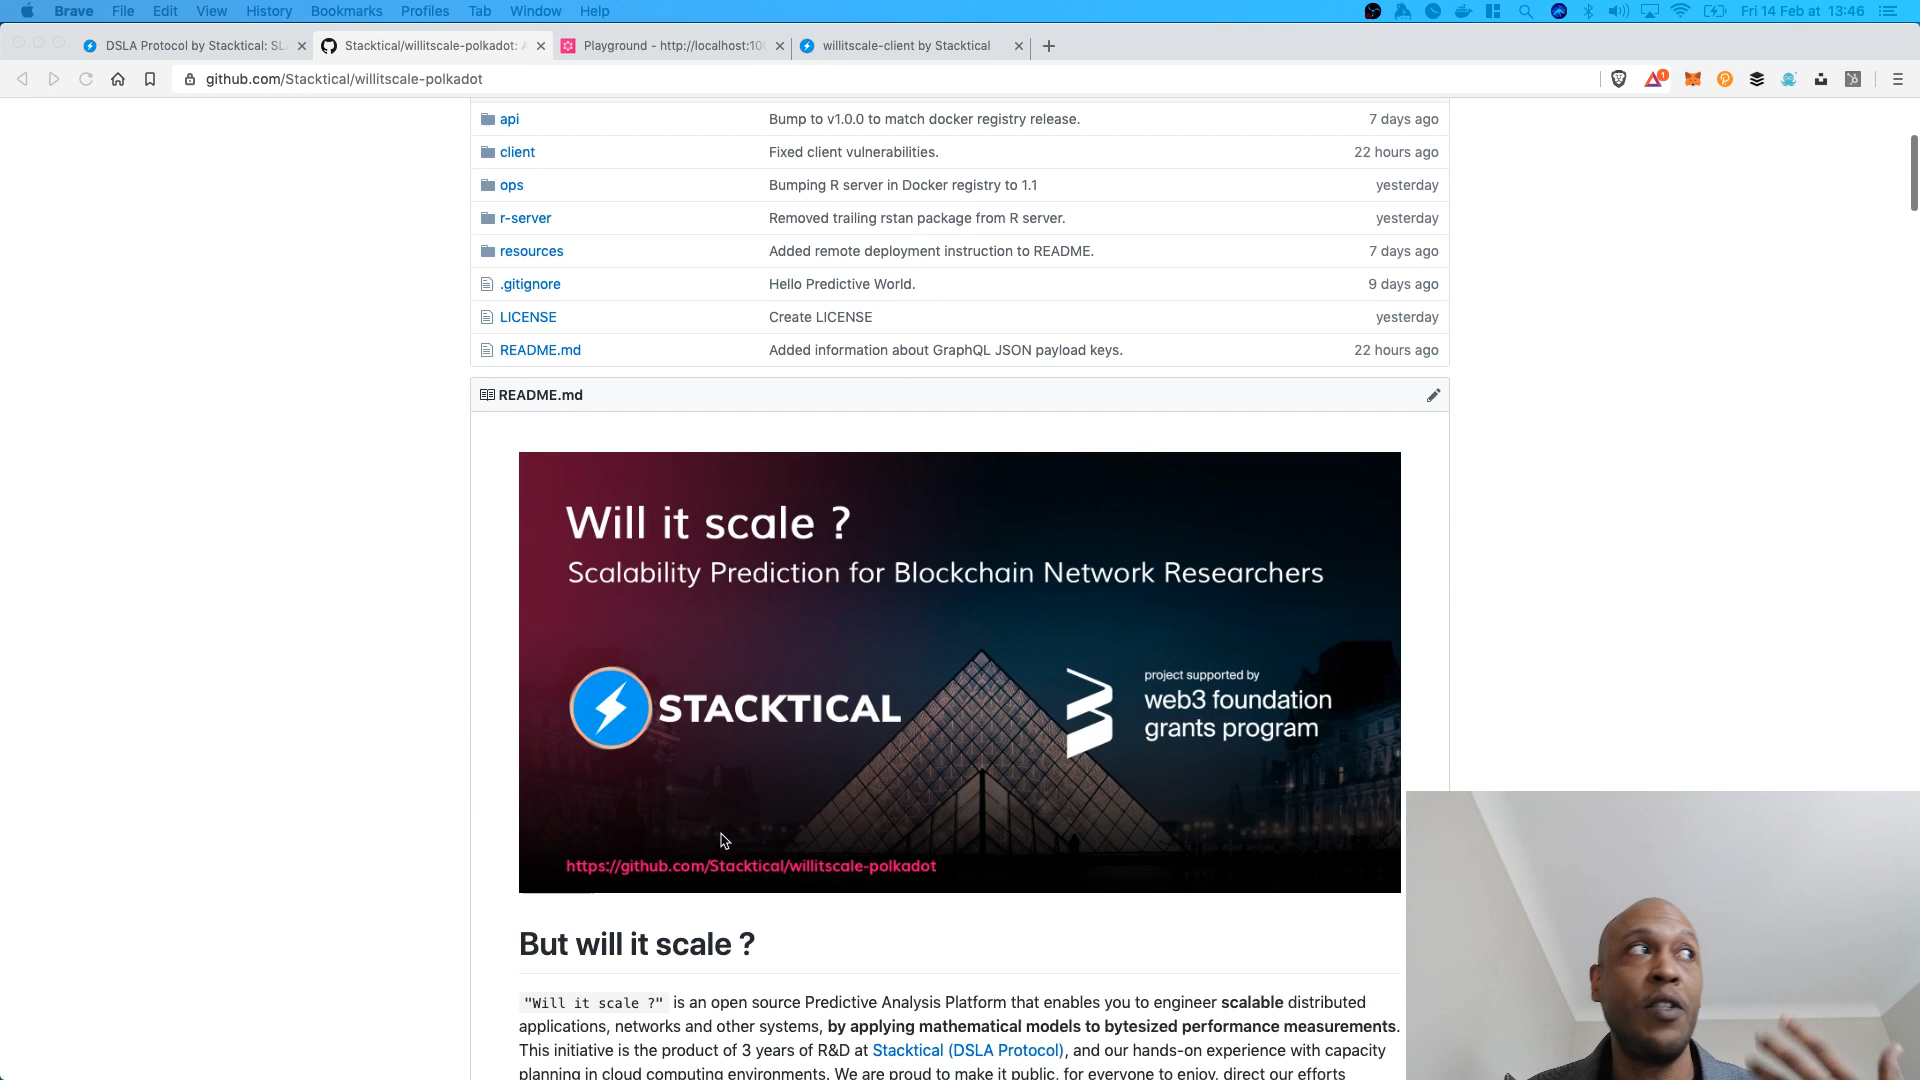 Brave File Edit View History Bookmarks Profiles Tab Window Help Fri 14 Feb at 13:46
DSLA Protocol by Stacktical: SL
Stacktical/willitscale-polkadot:
Playground - http://localhost:10
willitscale-client by Stacktical
github.com/Stacktical/willitscale-polkadot
1
api Bump to v1.0.0 to match docker registry release. 7 days ago
client Fixed client vulnerabilities. 22 hours ago
ops Bumping R server in Docker registry to 1.1 yesterday
r-server Removed trailing rstan package from R server. yesterday
resources Added remote deployment instruction to README. 7 days ago
.gitignore Hello Predictive World. 9 days ago
LICENSE Create LICENSE yesterday
README.md Added information about GraphQL JSON payload keys. 22 hours ago
README.md
Will it scale ?
Scalability Prediction for Blockchain Network Researchers
STACKTICAL
project supported by
web3 foundation
grants program
https://github.com/Stacktical/willitscale-polkadot
But will it scale ?
"Will it scale ?" is an open source Predictive Analysis Platform that enables you to engineer scalable distributed
applications, networks and other systems, by applying mathematical models to bytesized performance measurements.
This initiative is the product of 3 years of R&D at Stacktical (DSLA Protocol), and our hands-on experience with capacity
planning in cloud computing environments. We are proud to make it public, for everyone to enjoy, direct our efforts